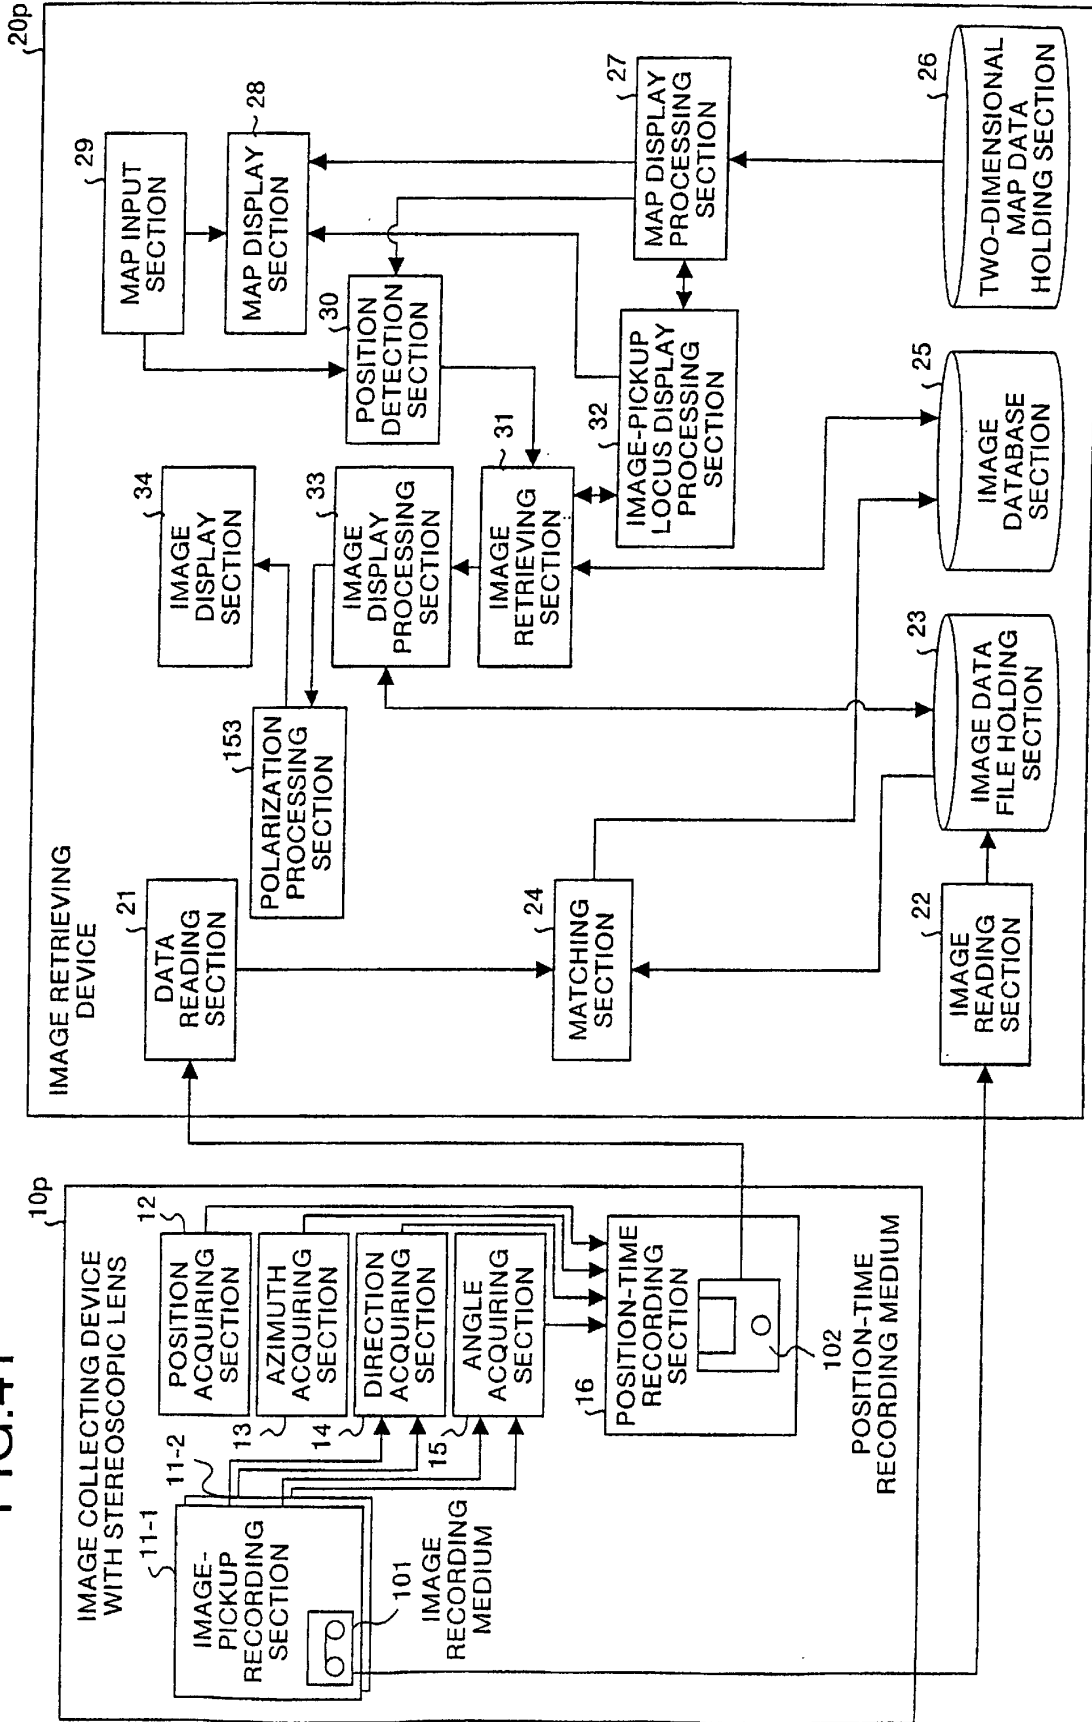 FIG.41
10p
IMAGE COLLECTING DEVICE
WITH STEREOSCOPIC LENS
11-1
11-2
IMAGE-
PICKUP
RECORDING
SECTION
101
IMAGE
RECORDING
MEDIUM
12
POSITION
ACQUIRING
SECTION
13
AZIMUTH
ACQUIRING
SECTION
14
DIRECTION
ACQUIRING
SECTION
15
ANGLE
ACQUIRING
SECTION
16
POSITION-TIME
RECORDING
SECTION
102
POSITION-TIME
RECORDING MEDIUM
20p
IMAGE RETRIEVING
DEVICE
21
DATA
READING
SECTION
24
MATCHING
SECTION
22
IMAGE
READING
SECTION
153
POLARIZATION
PROCESSING
SECTION
23
IMAGE DATA
FILE HOLDING
SECTION
34
IMAGE
DISPLAY
SECTION
33
IMAGE
DISPLAY
PROCESSING
SECTION
31
IMAGE
RETRIEVING
SECTION
32
IMAGE-PICKUP
LOCUS DISPLAY
PROCESSING
SECTION
25
IMAGE
DATABASE
SECTION
29
MAP INPUT
SECTION
28
MAP DISPLAY
SECTION
30
POSITION
DETECTION
SECTION
27
MAP DISPLAY
PROCESSING
SECTION
26
TWO-DIMENSIONAL
MAP DATA
HOLDING SECTION